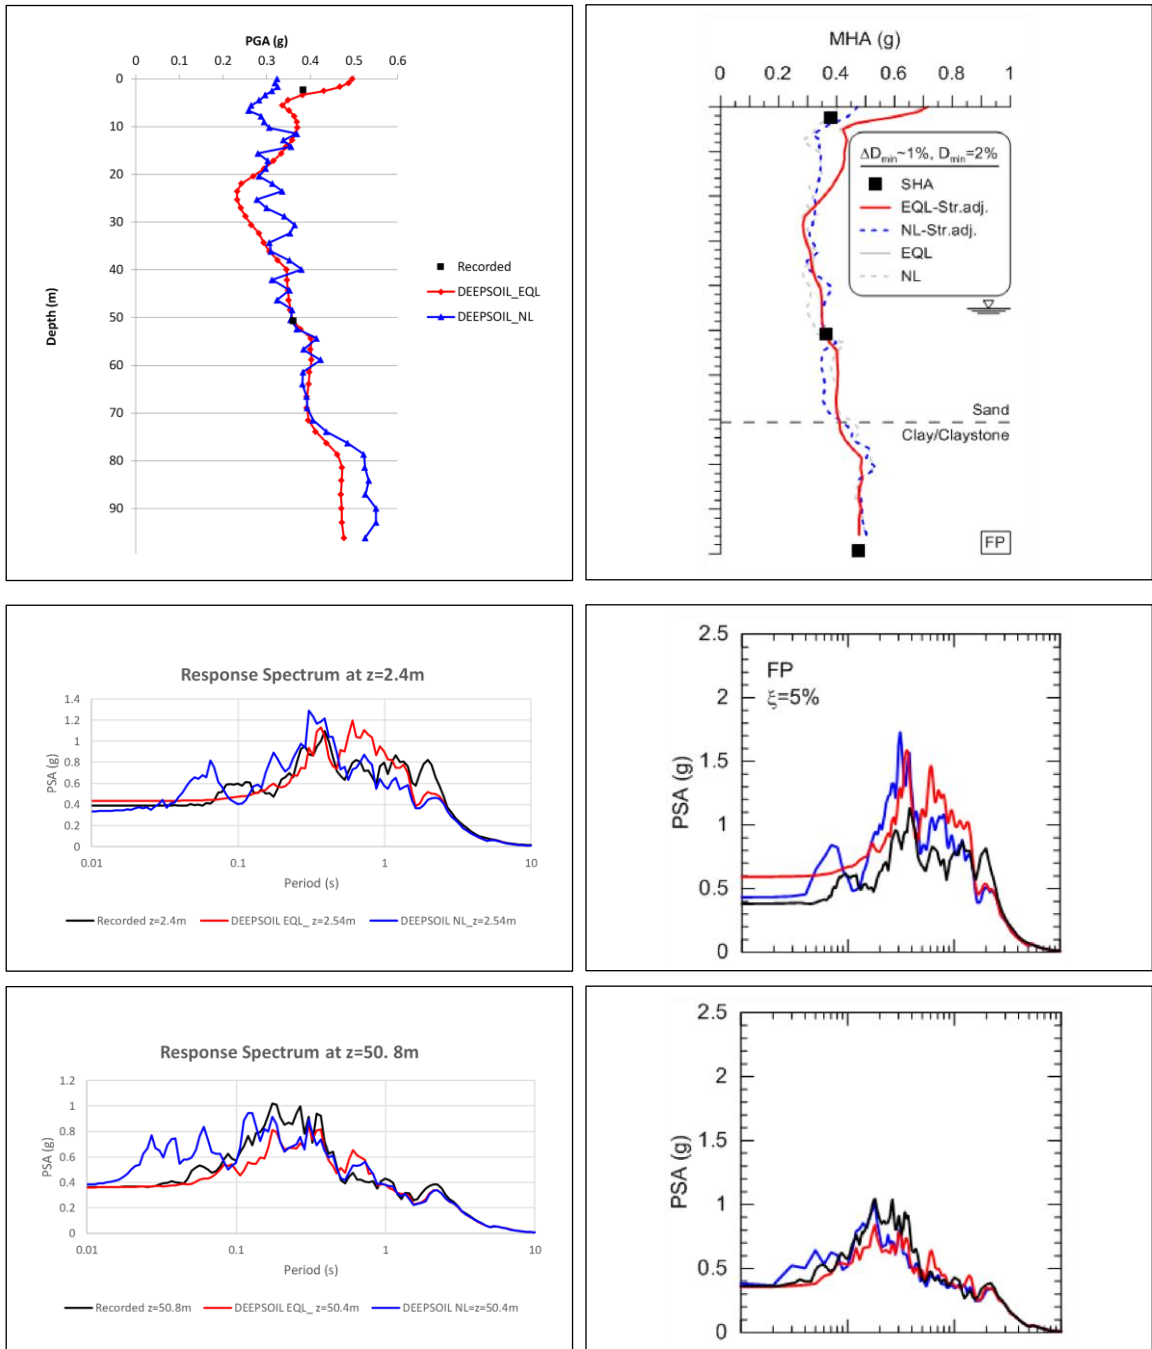 PGA (g)
0 0.1 0.2 0.3 0.4 0.5 0.6
0
10
20
30
40
50
60
70
80
90
Depth (m)
Recorded
DEEPSOIL_EQL
DEEPSOIL_NL
MHA (g)
0 0.2 0.4 0.6 0.8 1
ΔDmin~1%, Dmin=2%
SHA
EQL-Str.adj.
NL-Str.adj.
EQL
NL
Sand
Clay/Claystone
FP
Response Spectrum at z=2.4m
1.4
1.2
1
0.8
0.6
0.4
0.2
0
PSA (g)
0.01 0.1 1 10
Period (s)
Recorded z=2.4m DEEPSOIL EQL_ z=2.54m DEEPSOIL NL_z=2.54m
2.5
2
1.5
1
0.5
0
PSA (g)
FP
ξ=5%
Response Spectrum at z=50. 8m
1.2
1
0.8
0.6
0.4
0.2
0
PSA (g)
0.01 0.1 1 10
Period (s)
Recorded z=50.8m DEEPSOIL EQL_ z=50.4m DEEPSOIL NL=z=50.4m
2.5
2
1.5
1
0.5
0
PSA (g)